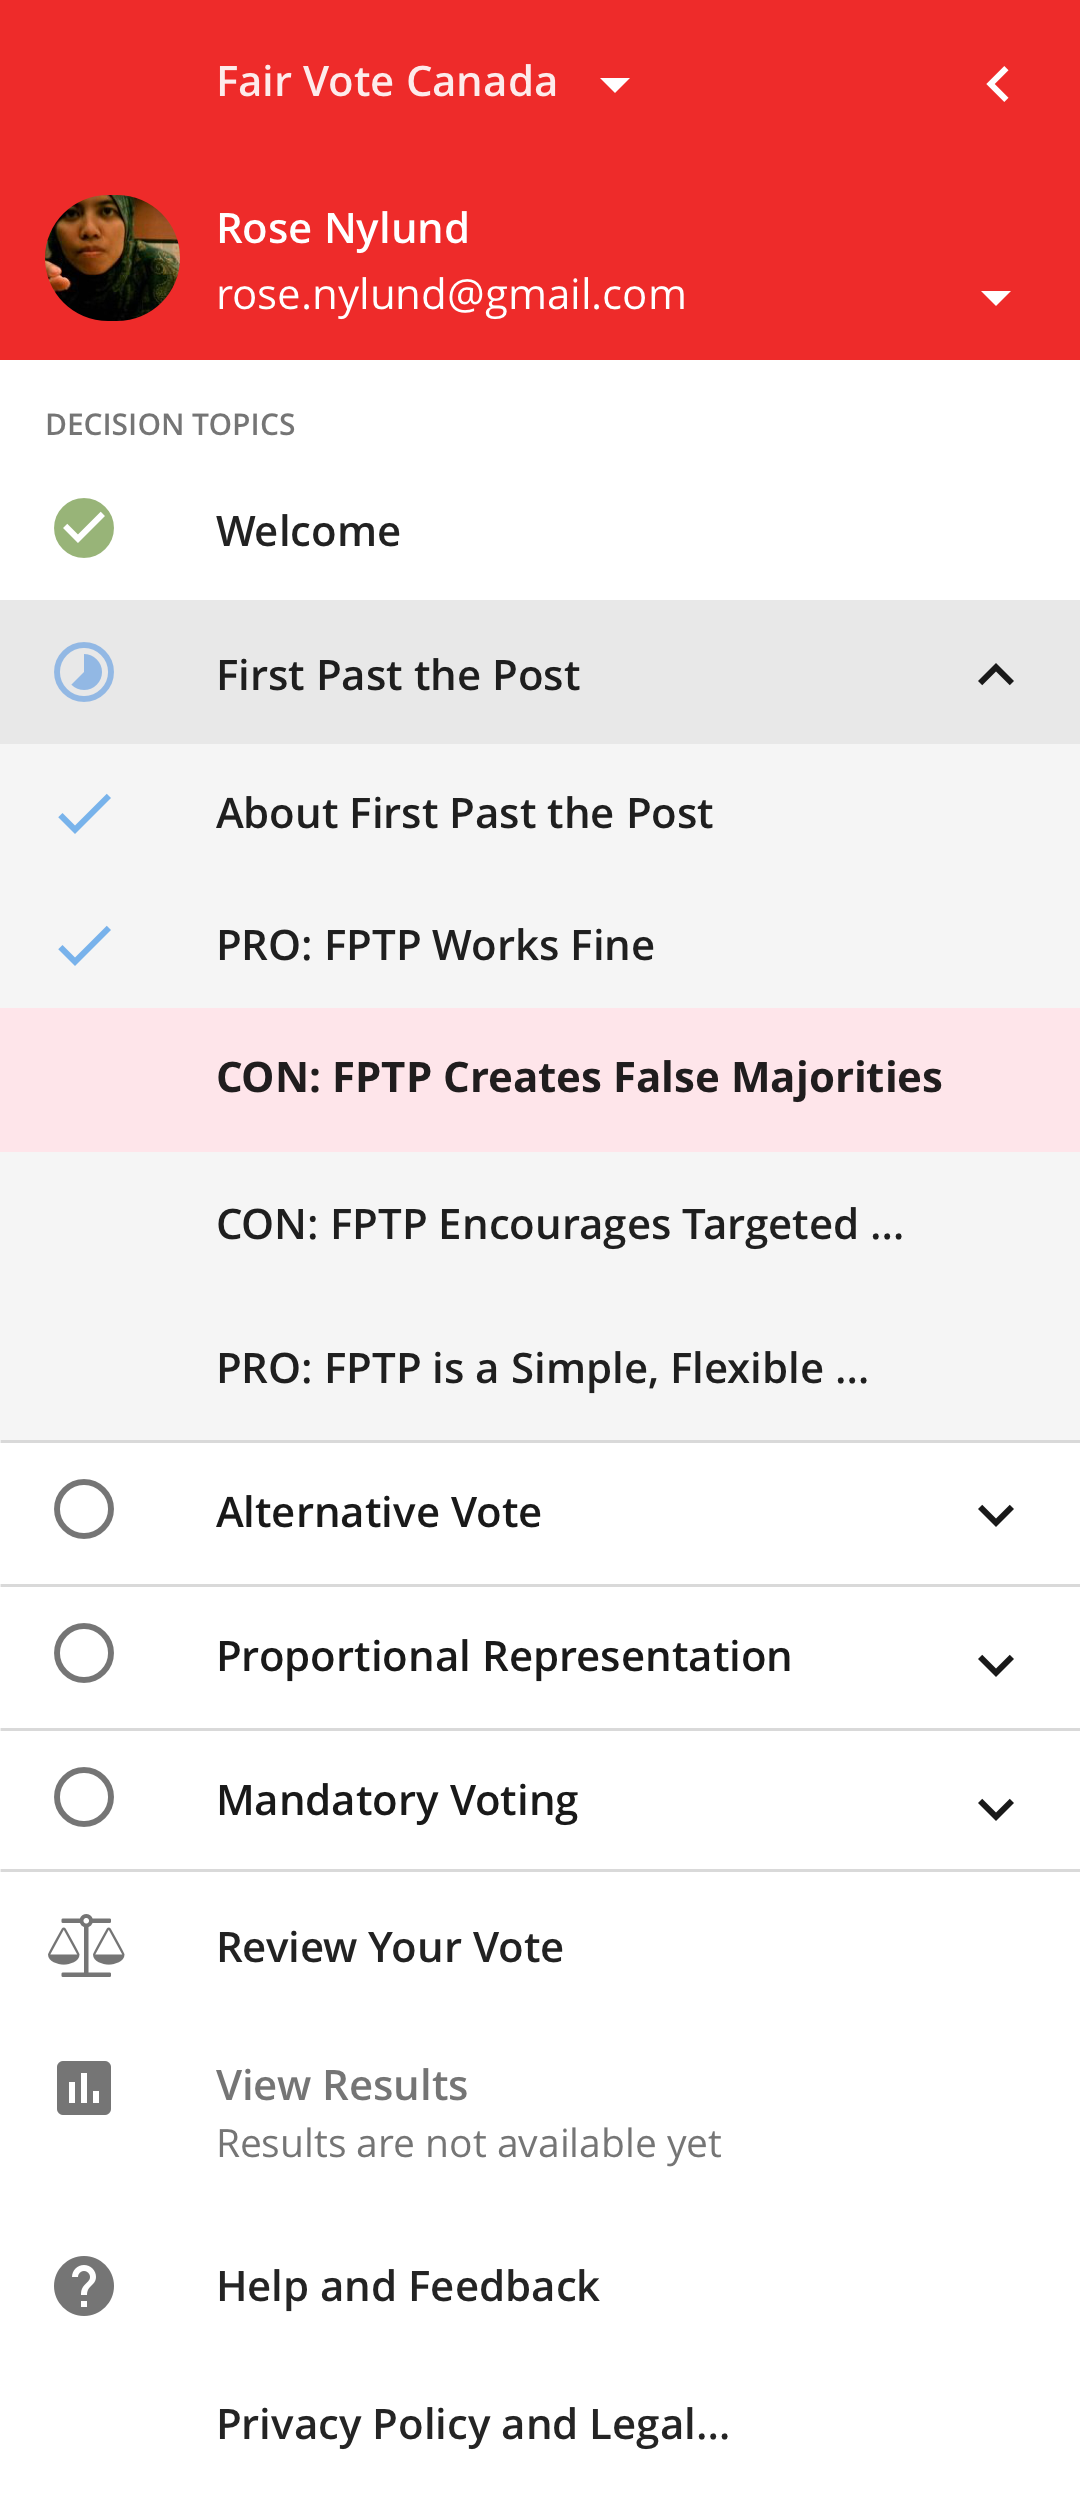 Fair Vote Canada
Rose Nylund
rose.nylund@gmail.com
DECISION TOPICS
Welcome
First Past the Post
About First Past the Post
PRO: FPTP Works Fine
CON: FPTP Creates False Majorities
CON: FPTP Encourages Targeted ...
PRO: FPTP is a Simple, Flexible ...
Alternative Vote
Proportional Representation
Mandatory Voting
Review Your Vote
View Results
Results are not available yet
Help and Feedback
Privacy Policy and Legal...